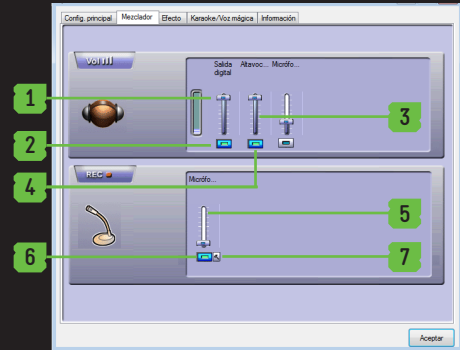 Config. principal Mezclador Efecto Karaoke/Voz mágica Información
Vol
Salida digital Altavoc... Micrófo...
1
2
3
4
REC
Micrófo...
5
6
7
Aceptar